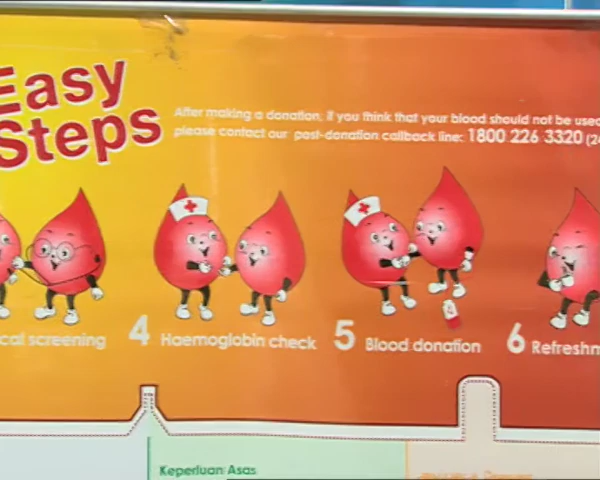 Easy
Steps
After making a donation, if you think that your blood should not be used
please contact our post-donation callback line: 1800 226 3320 (24
cal screening
4 Haemoglobin check
5 Blood donation
6 Refreshm
Keperluan Asas